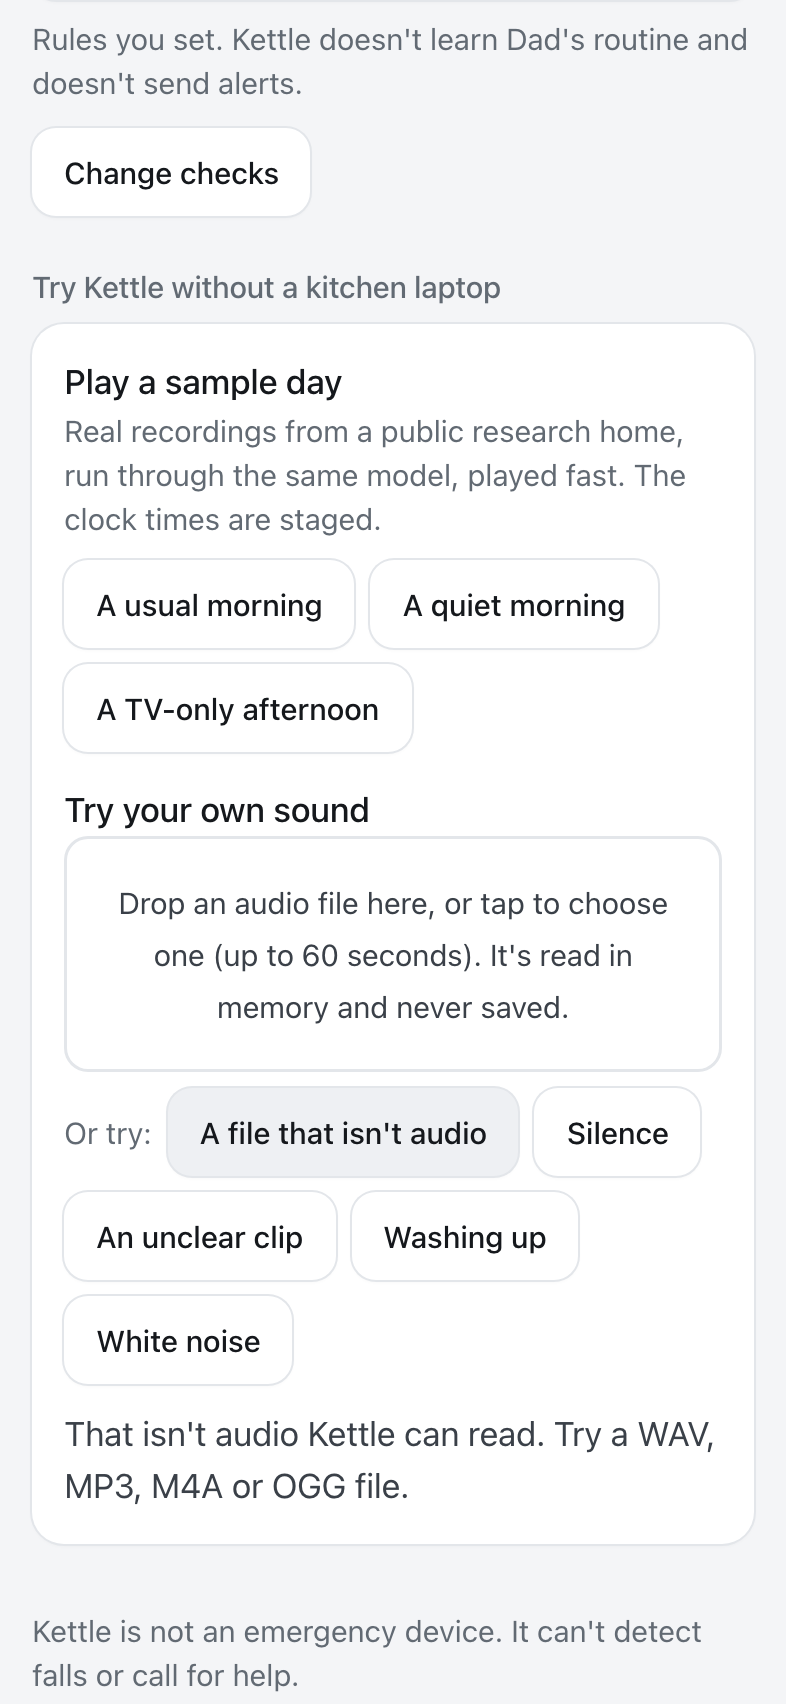 Rules you set. Kettle doesn't learn Dad's routine and
doesn't send alerts.
Change checks
Try Kettle without a kitchen laptop
Play a sample day
Real recordings from a public research home,
run through the same model, played fast. The
clock times are staged.
A usual morning
A quiet morning
A TV-only afternoon
Try your own sound
Drop an audio file here, or tap to choose
one (up to 60 seconds). It's read in
memory and never saved.
Or try:
A file that isn't audio
Silence
An unclear clip
Washing up
White noise
That isn't audio Kettle can read. Try a WAV,
MP3, M4A or OGG file.
Kettle is not an emergency device. It can't detect
falls or call for help.